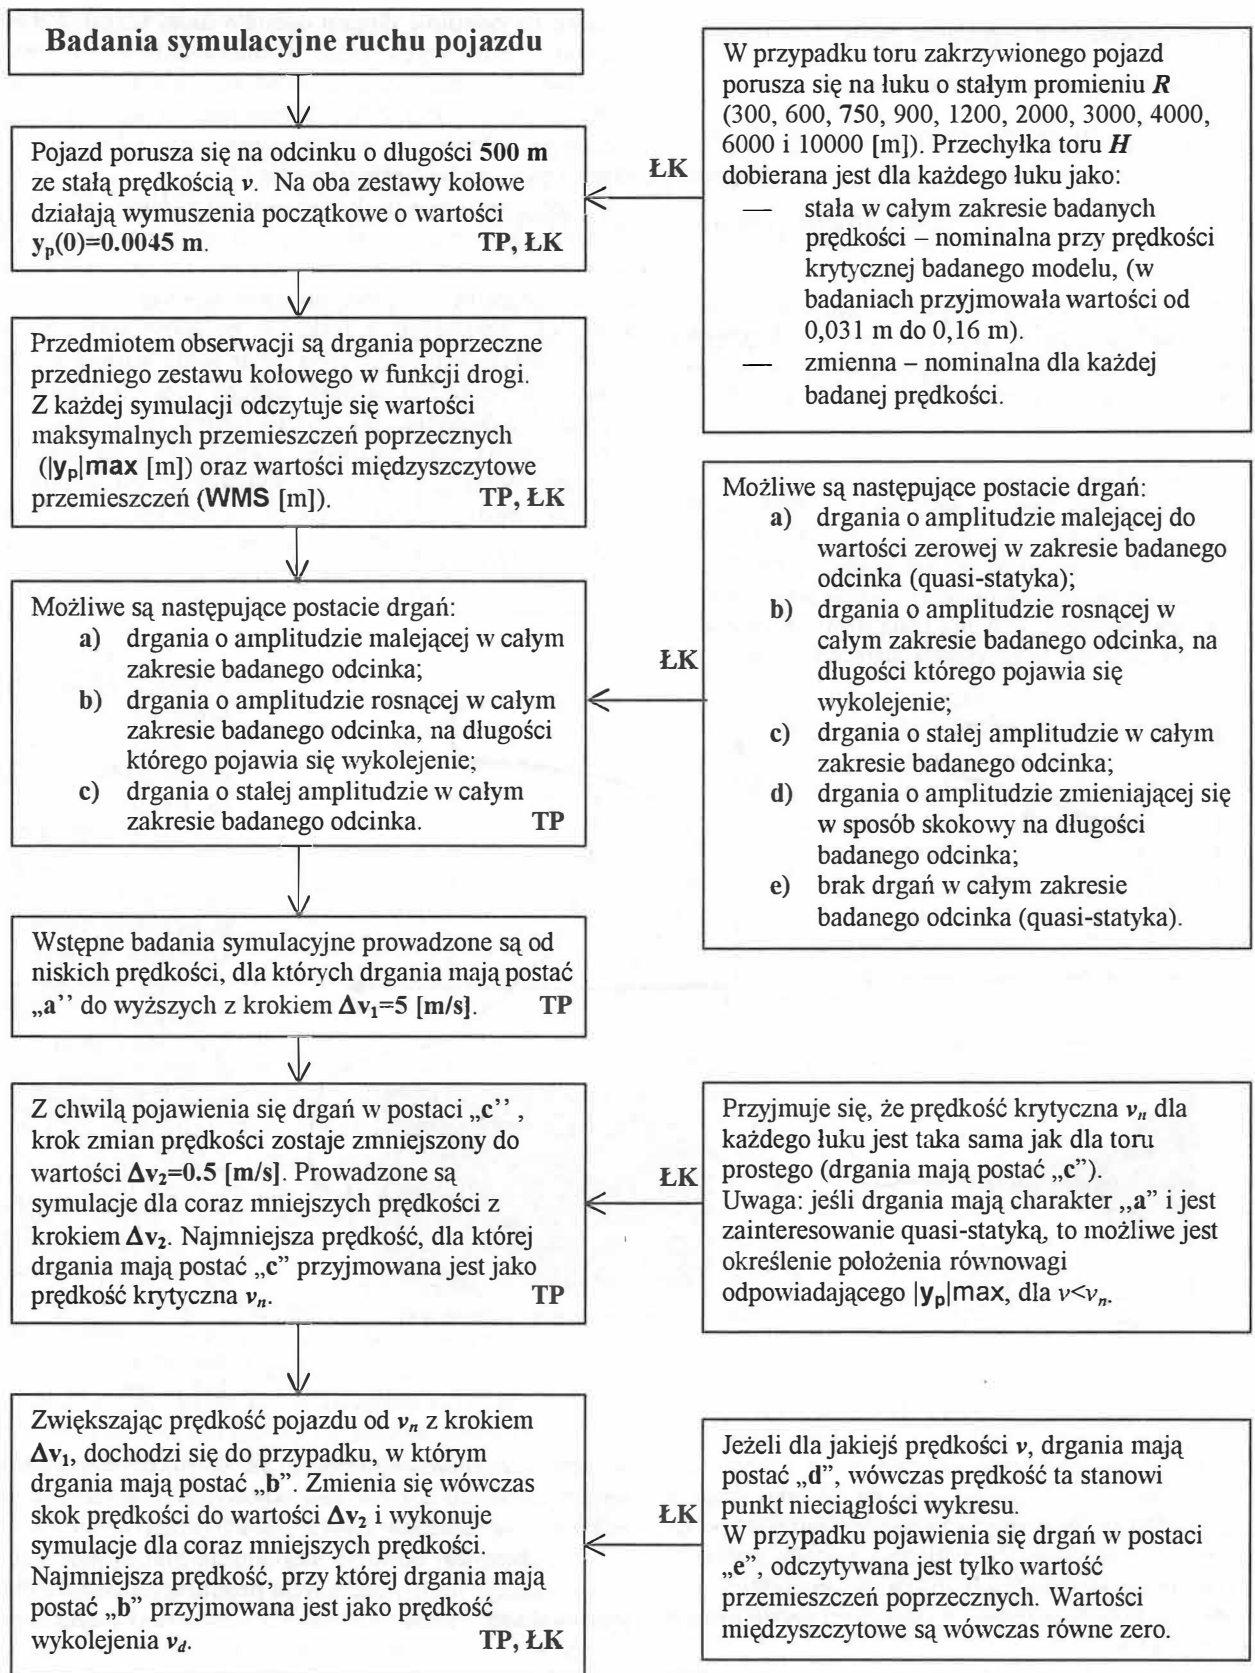 Badania symulacyjne ruchu pojazdu
Pojazd porusza się na odcinku o długości 500 m
ze stałą prędkością v. Na oba zestawy kołowe
działają wymuszenia początkowe o wartości
yp(0)=0.0045 m. TP, ŁK
ŁK
W przypadku toru zakrzywionego pojazd
porusza się na łuku o stałym promieniu R
(300, 600, 750, 900, 1200, 2000, 3000, 4000,
6000 i 10000 [m]). Przechyłka toru H
dobierana jest dla każdego łuku jako:
— stała w całym zakresie badanych
prędkości – nominalna przy prędkości
krytycznej badanego modelu, (w
badaniach przyjmowała wartości od
0,031 m do 0,16 m).
— zmienna – nominalna dla każdej
badanej prędkości.
Przedmiotem obserwacji są drgania poprzeczne
przedniego zestawu kołowego w funkcji drogi.
Z każdej symulacji odczytuje się wartości
maksymalnych przemieszczeń poprzecznych
(|yp|max [m]) oraz wartości międzyszczytowe
przemieszczeń (WMS [m]). TP, ŁK
Możliwe są następujące postacie drgań:
a) drgania o amplitudzie malejącej w całym
zakresie badanego odcinka;
b) drgania o amplitudzie rosnącej w całym
zakresie badanego odcinka, na długości
którego pojawia się wykolejenie;
c) drgania o stałej amplitudzie w całym
zakresie badanego odcinka. TP
ŁK
Możliwe są następujące postacie drgań:
a) drgania o amplitudzie malejącej do
wartości zerowej w zakresie badanego
odcinka (quasi-statyka);
b) drgania o amplitudzie rosnącej w
całym zakresie badanego odcinka, na
długości którego pojawia się
wykolejenie;
c) drgania o stałej amplitudzie w całym
zakresie badanego odcinka;
d) drgania o amplitudzie zmieniającej się
w sposób skokowy na długości
badanego odcinka;
e) brak drgań w całym zakresie
badanego odcinka (quasi-statyka).
Wstępne badania symulacyjne prowadzone są od
niskich prędkości, dla których drgania mają postać
„a’’ do wyższych z krokiem Δv₁=5 [m/s]. TP
Z chwilą pojawienia się drgań w postaci „c’’ ,
krok zmian prędkości zostaje zmniejszony do
wartości Δv₂=0.5 [m/s]. Prowadzone są
symulacje dla coraz mniejszych prędkości z
krokiem Δv₂. Najmniejsza prędkość, dla której
drgania mają postać „c” przyjmowana jest jako
prędkość krytyczna vn. TP
ŁK
Przyjmuje się, że prędkość krytyczna vn dla
każdego łuku jest taka sama jak dla toru
prostego (drgania mają postać „c”).
Uwaga: jeśli drgania mają charakter „a” i jest
zainteresowanie quasi-statyką, to możliwe jest
określenie położenia równowagi
odpowiadającego |yp|max, dla v<vn.
Zwiększając prędkość pojazdu od vn z krokiem
Δv₁, dochodzi się do przypadku, w którym
drgania mają postać „b”. Zmienia się wówczas
skok prędkości do wartości Δv₂ i wykonuje
symulacje dla coraz mniejszych prędkości.
Najmniejsza prędkość, przy której drgania mają
postać „b” przyjmowana jest jako prędkość
wykolejenia vd. TP, ŁK
ŁK
Jeżeli dla jakiejś prędkości v, drgania mają
postać „d”, wówczas prędkość ta stanowi
punkt nieciągłości wykresu.
W przypadku pojawienia się drgań w postaci
„e”, odczytywana jest tylko wartość
przemieszczeń poprzecznych. Wartości
międzyszczytowe są wówczas równe zero.